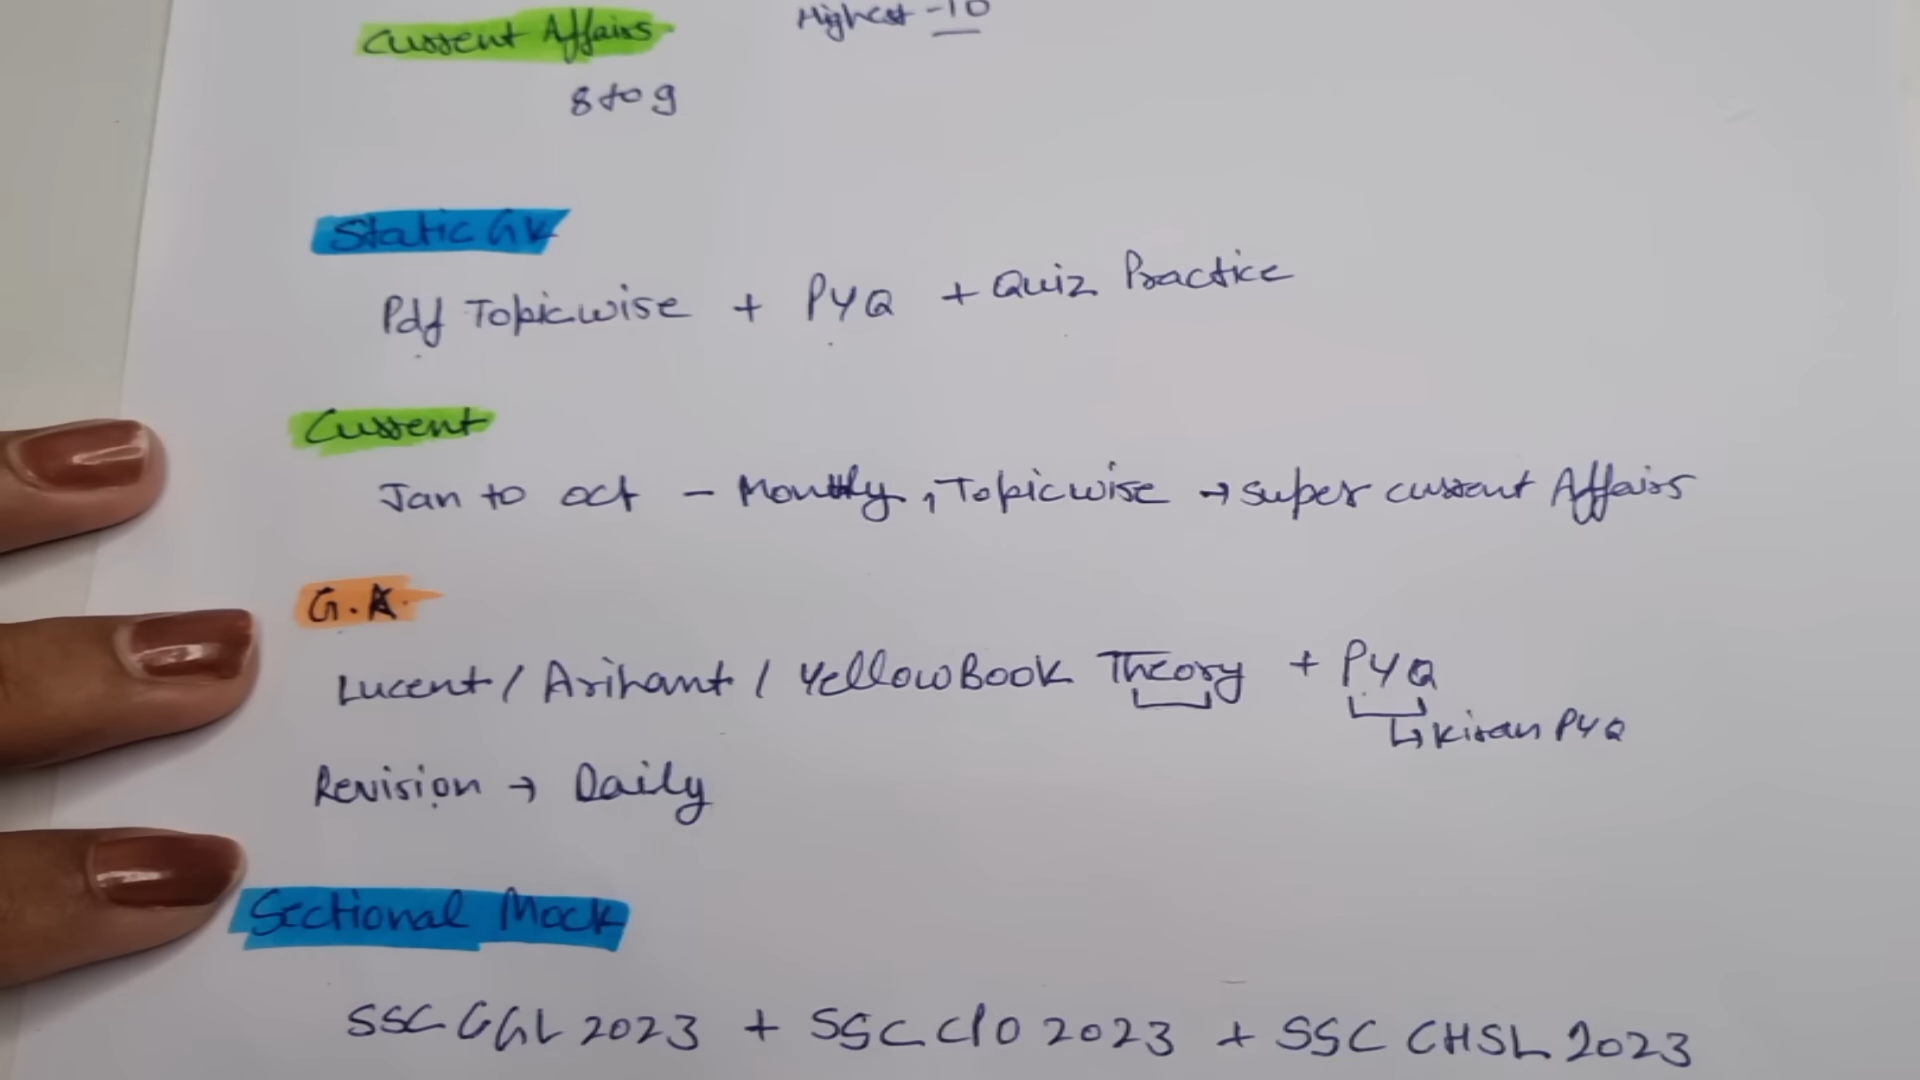 Current Affairs Highest - 10
8 to 9
Static GK
Pdf Topicwise + PYQ + Quiz Practice
Current
Jan to oct - Monthly, Topicwise → super current Affairs
G.K.
Lucent / Arihant / Yellow Book Theory + PYQ
↳ Kiran PYQ
Revision → Daily
Sectional Mock
SSC CGL 2023 + SSC CPO 2023 + SSC CHSL 2023